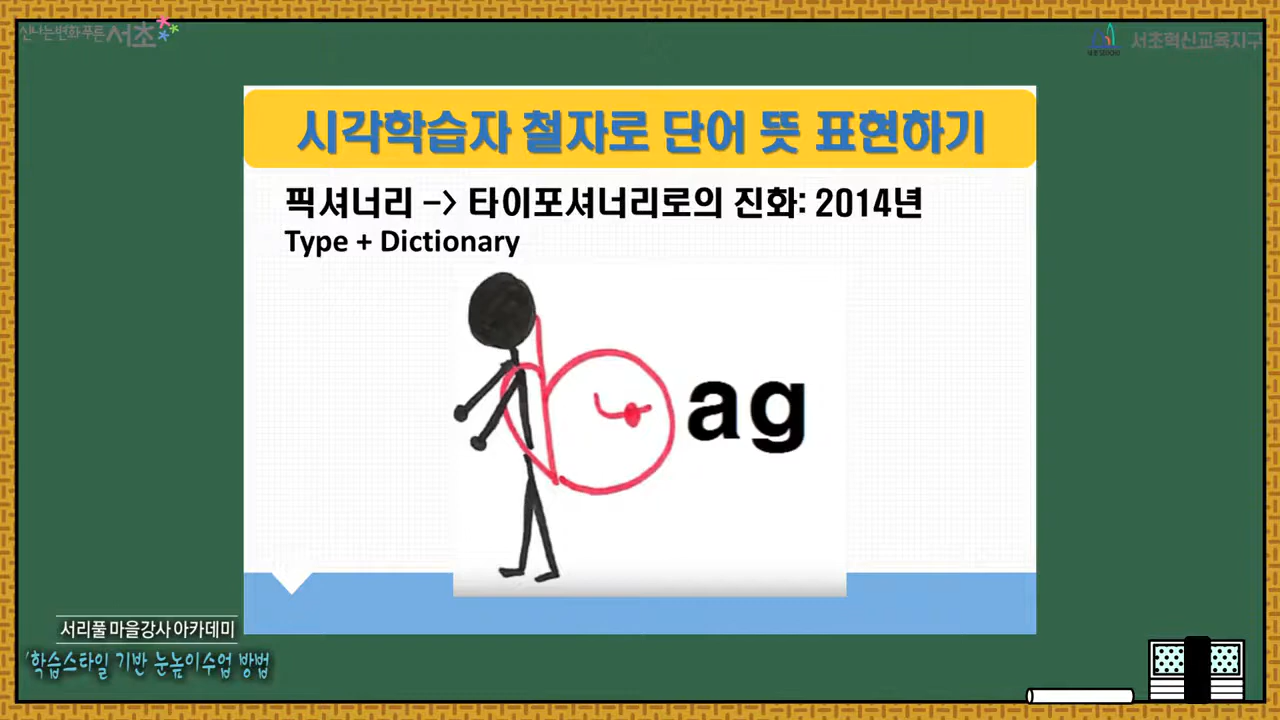 신나는변화 푸른 서초
서초 SEOCHO 서초혁신교육지구
시각학습자 철자로 단어 뜻 표현하기
픽셔너리 -> 타이포셔너리로의 진화: 2014년
Type + Dictionary
bag
서리풀 마을강사 아카데미
'학습스타일 기반 눈높이수업 방법